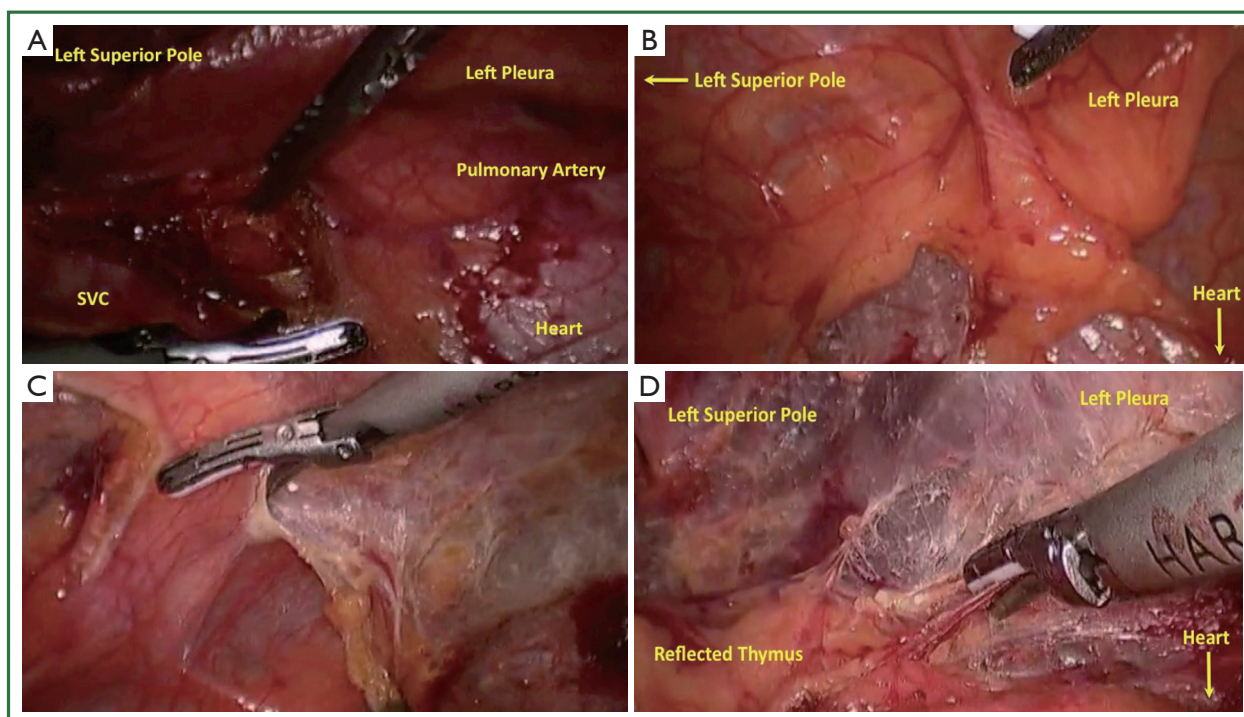 A
Left Superior Pole
Left Pleura
Pulmonary Artery
SVC
Heart
B
Left Superior Pole
Left Pleura
Heart
C
HAR
D
Left Superior Pole
Left Pleura
HAR
Reflected Thymus
Heart